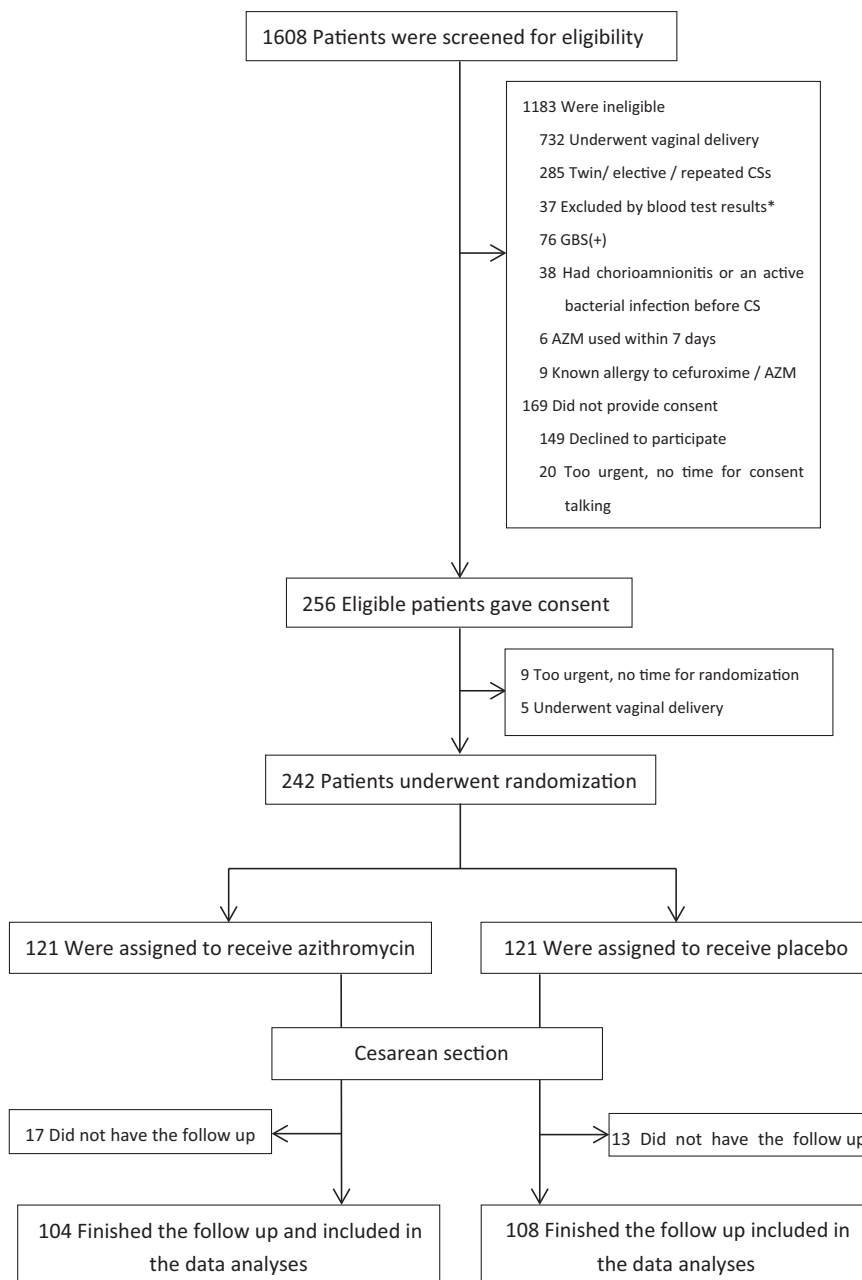 1608 Patients were screened for eligibility
1183 Were ineligible
732 Underwent vaginal delivery
285 Twin/ elective / repeated CSs
37 Excluded by blood test results*
76 GBS(+)
38 Had chorioamnionitis or an active
bacterial infection before CS
6 AZM used within 7 days
9 Known allergy to cefuroxime / AZM
169 Did not provide consent
149 Declined to participate
20 Too urgent, no time for consent
talking
256 Eligible patients gave consent
9 Too urgent, no time for randomization
5 Underwent vaginal delivery
242 Patients underwent randomization
121 Were assigned to receive azithromycin
121 Were assigned to receive placebo
Cesarean section
17 Did not have the follow up
13 Did not have the follow up
104 Finished the follow up and included in
the data analyses
108 Finished the follow up included in
the data analyses